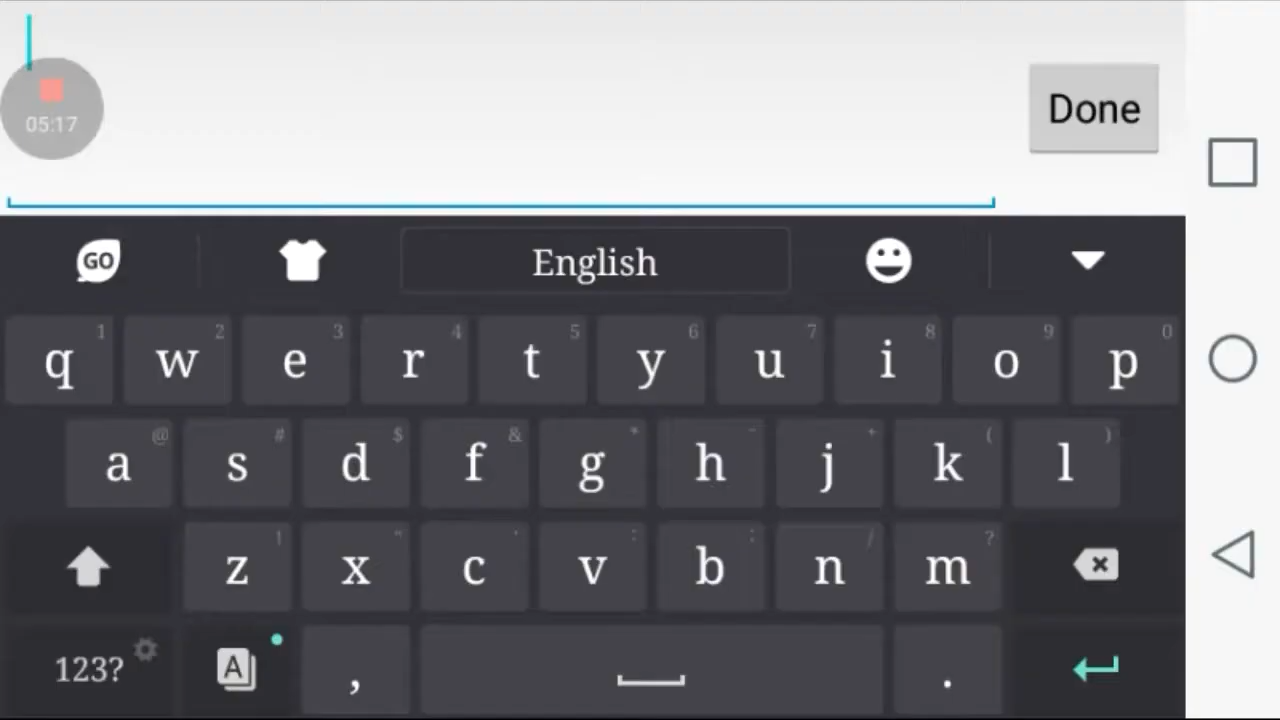 05:17
Done
GO English
q 1 w 2 e 3 r 4 t 5 y 6 u 7 i 8 o 9 p 0
a @ s # d $ f & g * h - j + k ( l )
z ! x " c ' v : b ; n / m ?
123? A , .